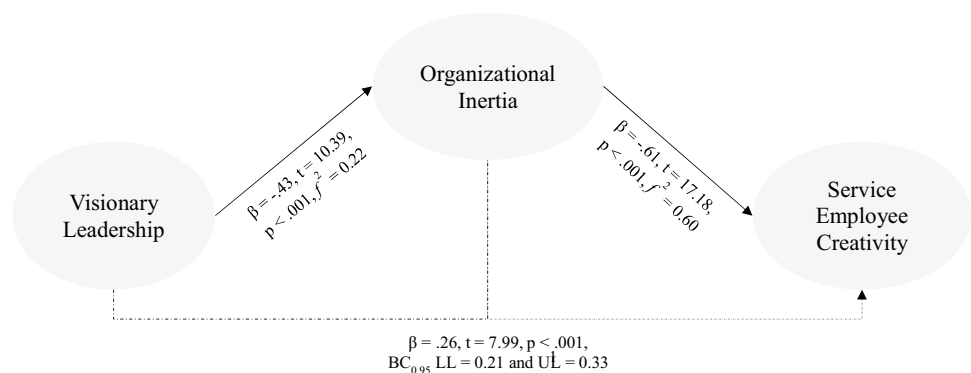 Organizational
Inertia
β = -.43, t = 10.39,
p < .001, f² = 0.22
β = -.61, t = 17.18,
p < .001, f² = 0.60
Visionary
Leadership
Service
Employee
Creativity
β = .26, t = 7.99, p < .001,
BC₀.₉₅ LL = 0.21 and UL = 0.33